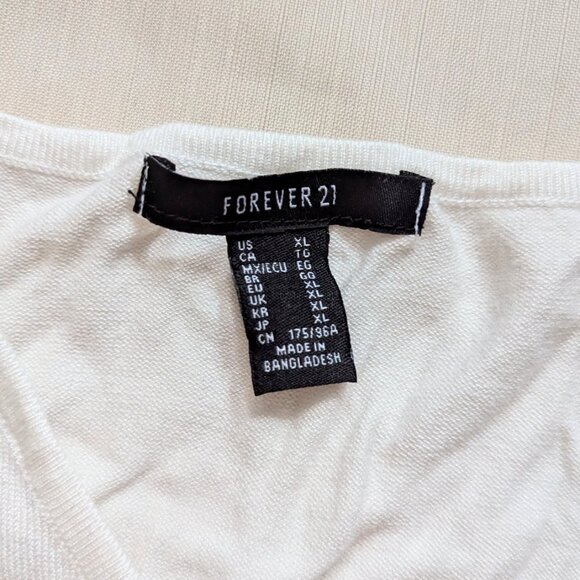 FOREVER 21
US XL
CA TG
MX/ECU EG
BR GG
EU XL
UK XL
KR XL
JP XL
CN 175/96A
MADE IN
BANGLADESH